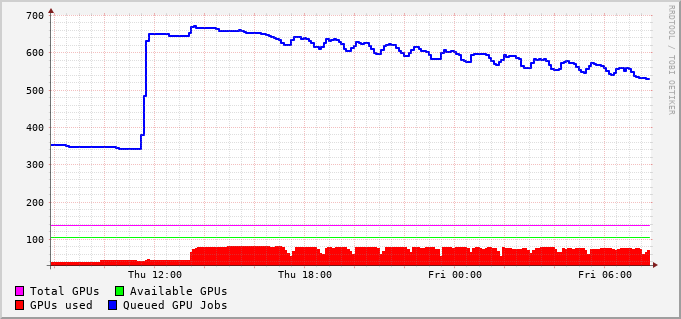 700
600
500
400
300
200
100
Thu 12:00 Thu 18:00 Fri 00:00 Fri 06:00
Total GPUs Available GPUs
GPUs used Queued GPU Jobs
RRDTOOL / TOBI OETIKER